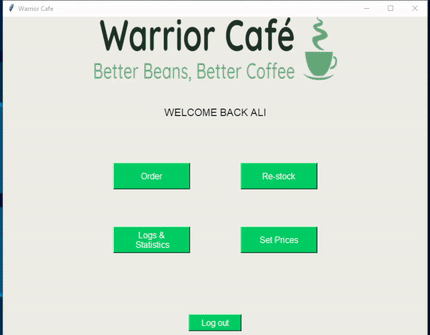 Warrior Cafe
Warrior Café
Better Beans, Better Coffee
WELCOME BACK ALI
Order
Re-stock
Logs &
Statistics
Set Prices
Log out